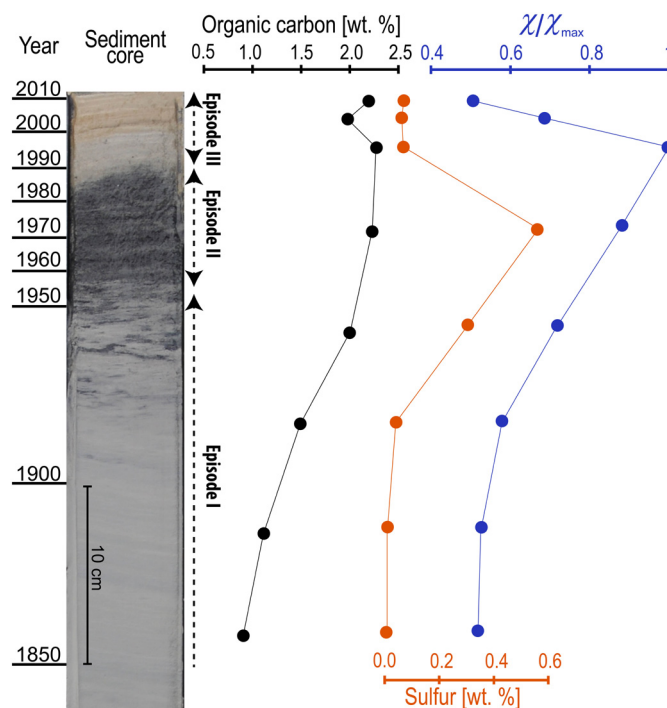 Organic carbon [wt. %]
χ/χmax
Year
Sediment
core
0.5 1.0 1.5 2.0 2.5
0.4 0.6 0.8 1
2010
2000
1990
1980
1970
1960
1950
1900
1850
Episode III
Episode II
Episode I
10 cm
0.0 0.2 0.4 0.6
Sulfur [wt. %]